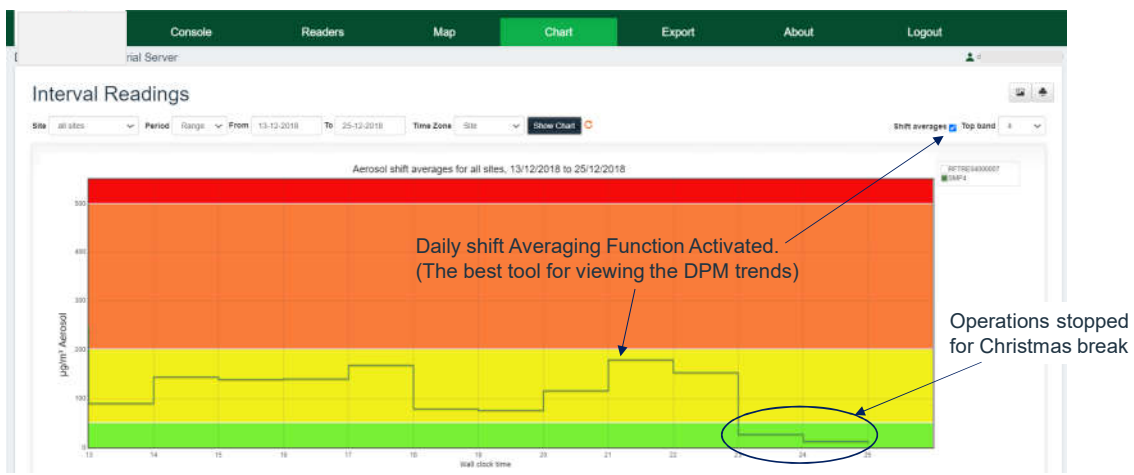 Console Readers Map Chart Export About Logout
rial Server
Interval Readings
Site all sites Period Range From 13-12-2018 To 25-12-2018 Time Zone Site Show Chart Shift averages Top band 4
Aerosol shift averages for all sites, 13/12/2018 to 25/12/2018
SMP4
500
400
Daily shift Averaging Function Activated.
(The best tool for viewing the DPM trends)
300
Operations stopped
for Christmas break
µg/m³ Aerosol
200
100
0
13 14 15 16 17 18 19 20 21 22 23 24 25
Wall clock time